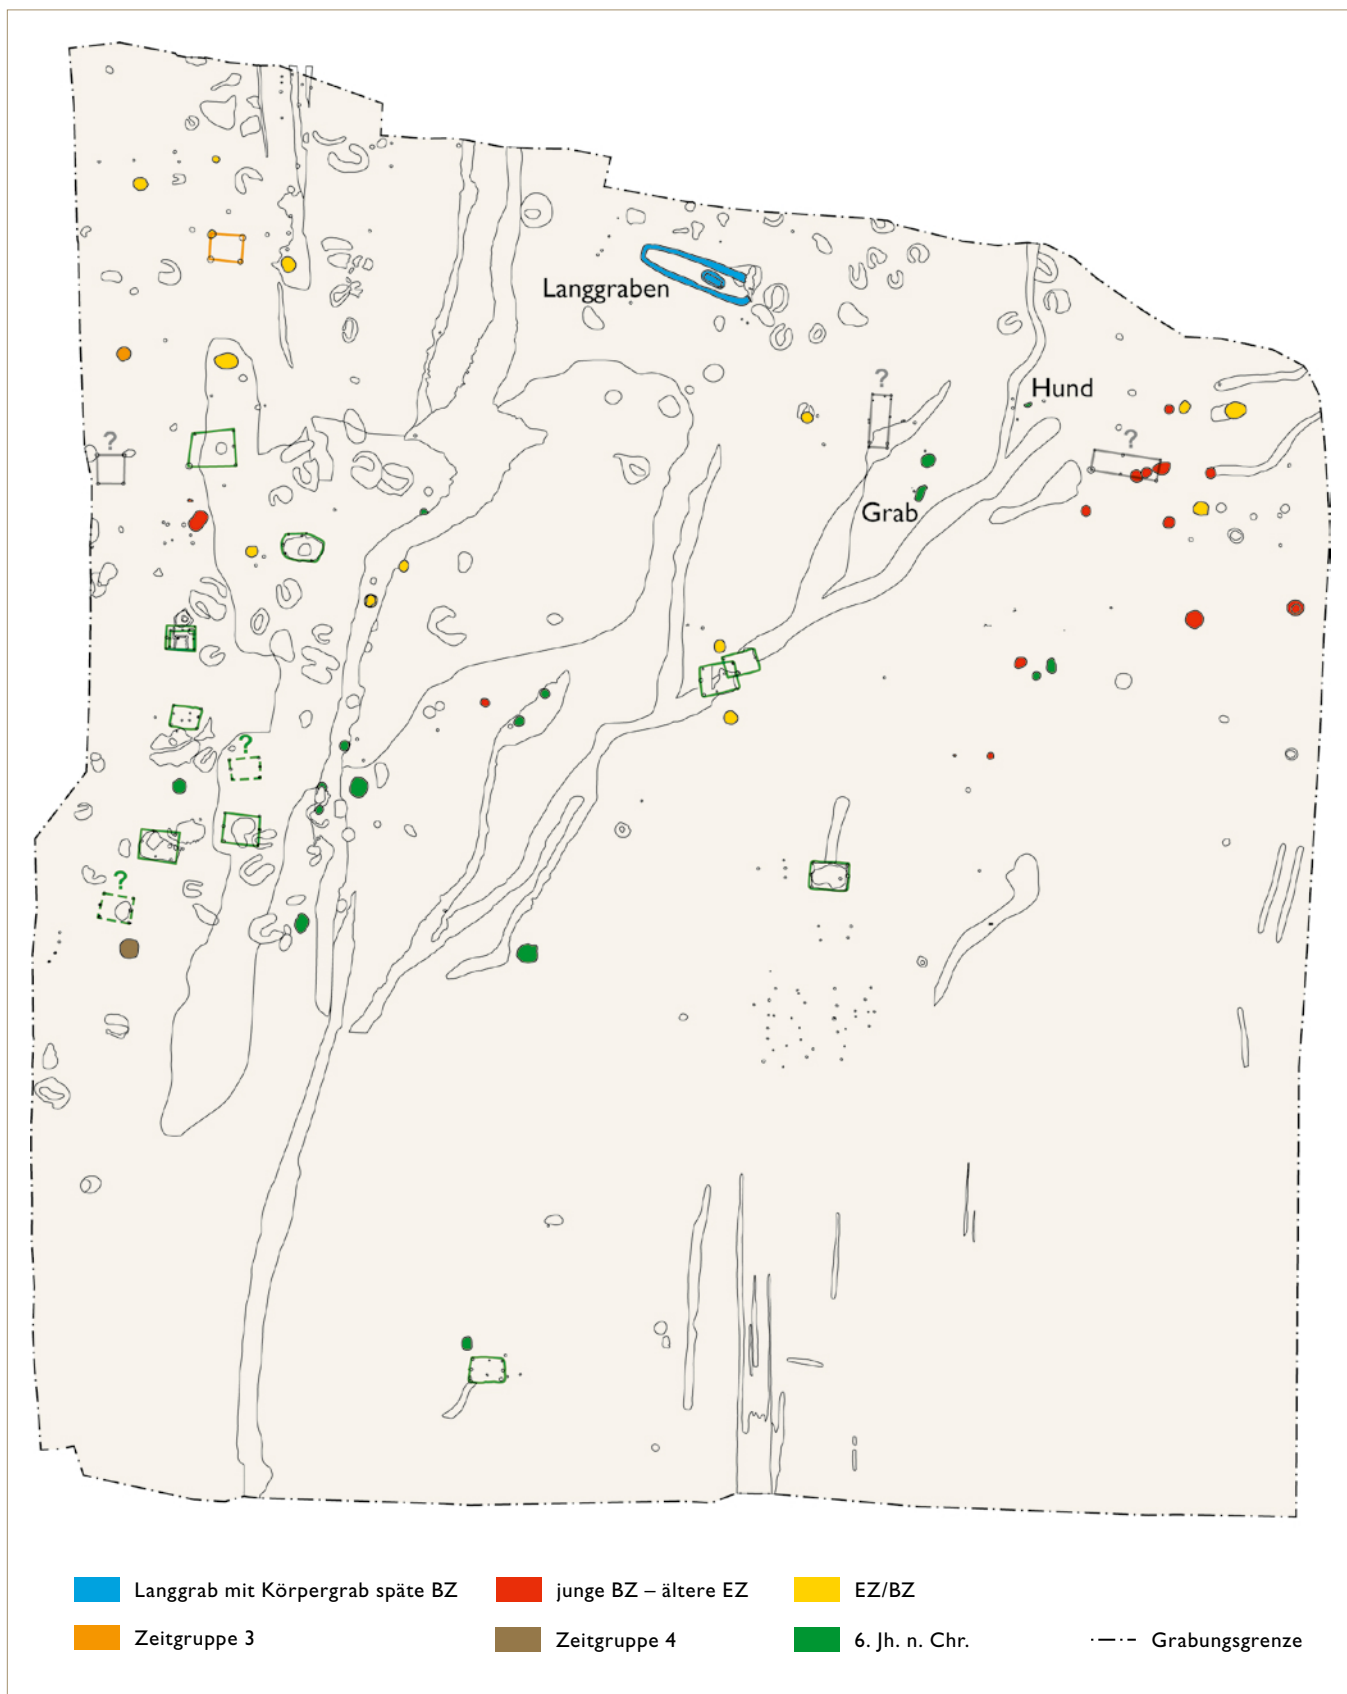 Langgraben
?
Hund
?
?
Grab
?
?
Langgrab mit Körpergrab späte BZ
junge BZ – ältere EZ
EZ/BZ
Zeitgruppe 3
Zeitgruppe 4
6. Jh. n. Chr.
Grabungsgrenze